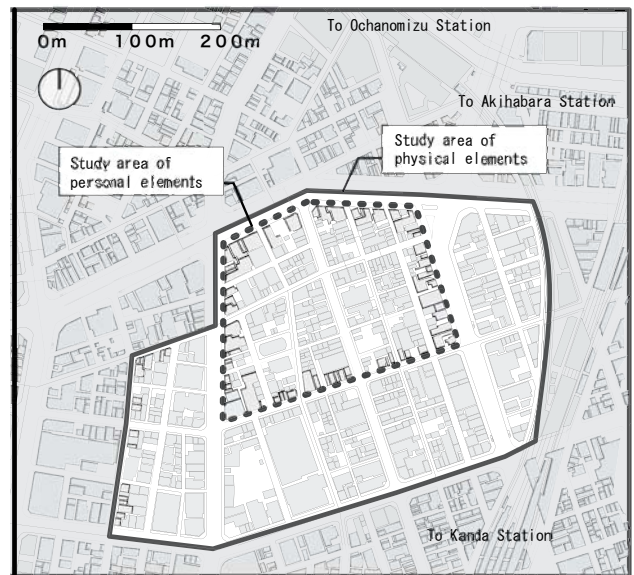 To Ochanomizu Station
0m 100m 200m
To Akihabara Station
Study area of
physical elements
Study area of
personal elements
To Kanda Station